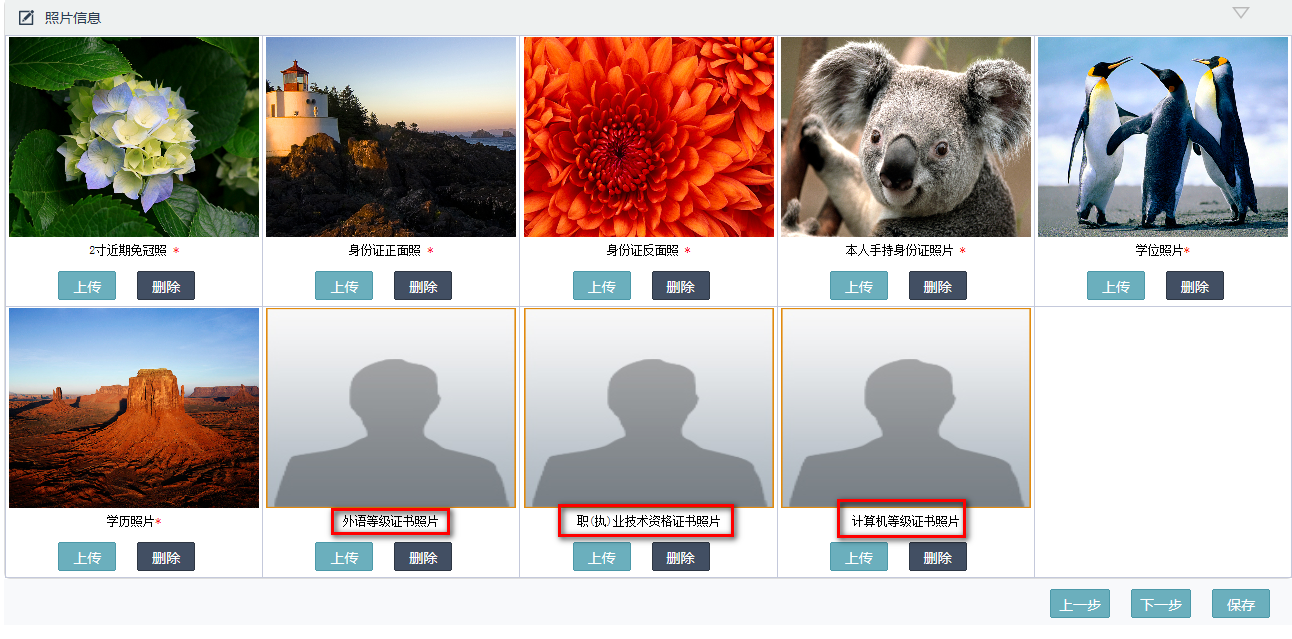 照片信息
2寸近期免冠照 *
身份证正面照 *
身份证反面照 *
本人手持身份证照片 *
学位照片*
上传 删除
上传 删除
上传 删除
上传 删除
上传 删除
学历照片*
外语等级证书照片
职(执)业技术资格证书照片
计算机等级证书照片
上传 删除
上传 删除
上传 删除
上传 删除
上一步 下一步 保存